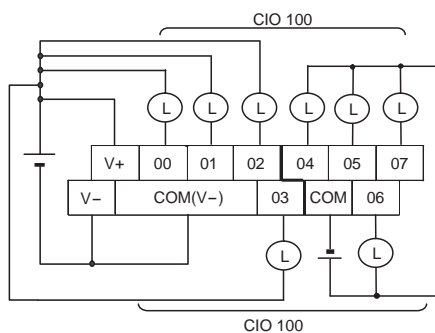 CIO 100
L L L L L L
V+ 00 01 02 04 05 07
V− COM(V−) 03 COM 06
L L
CIO 100